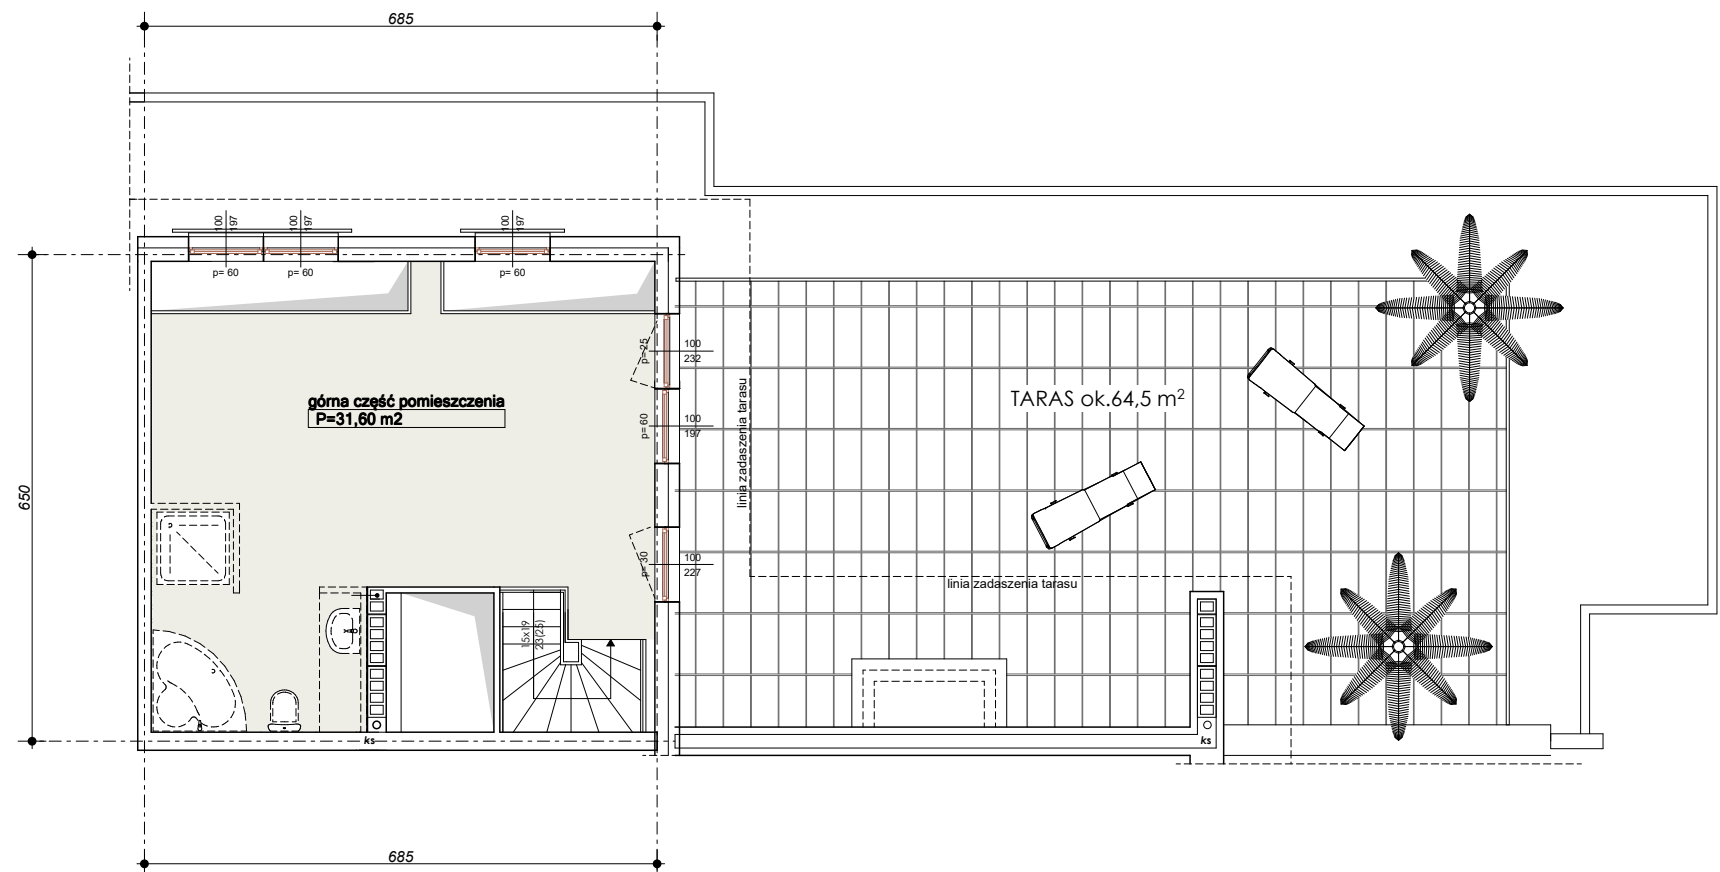 685
100
197
100
197
100
197
p= 60
p= 60
p= 60
p= 25
100
232
górna część pomieszczenia
P=31,60 m2
TARAS ok.64,5 m²
p= 60
100
197
linia zadaszenia tarasu
650
p= 30
100
227
linia zadaszenia tarasu
15x19
23(25)
ks
ks
685